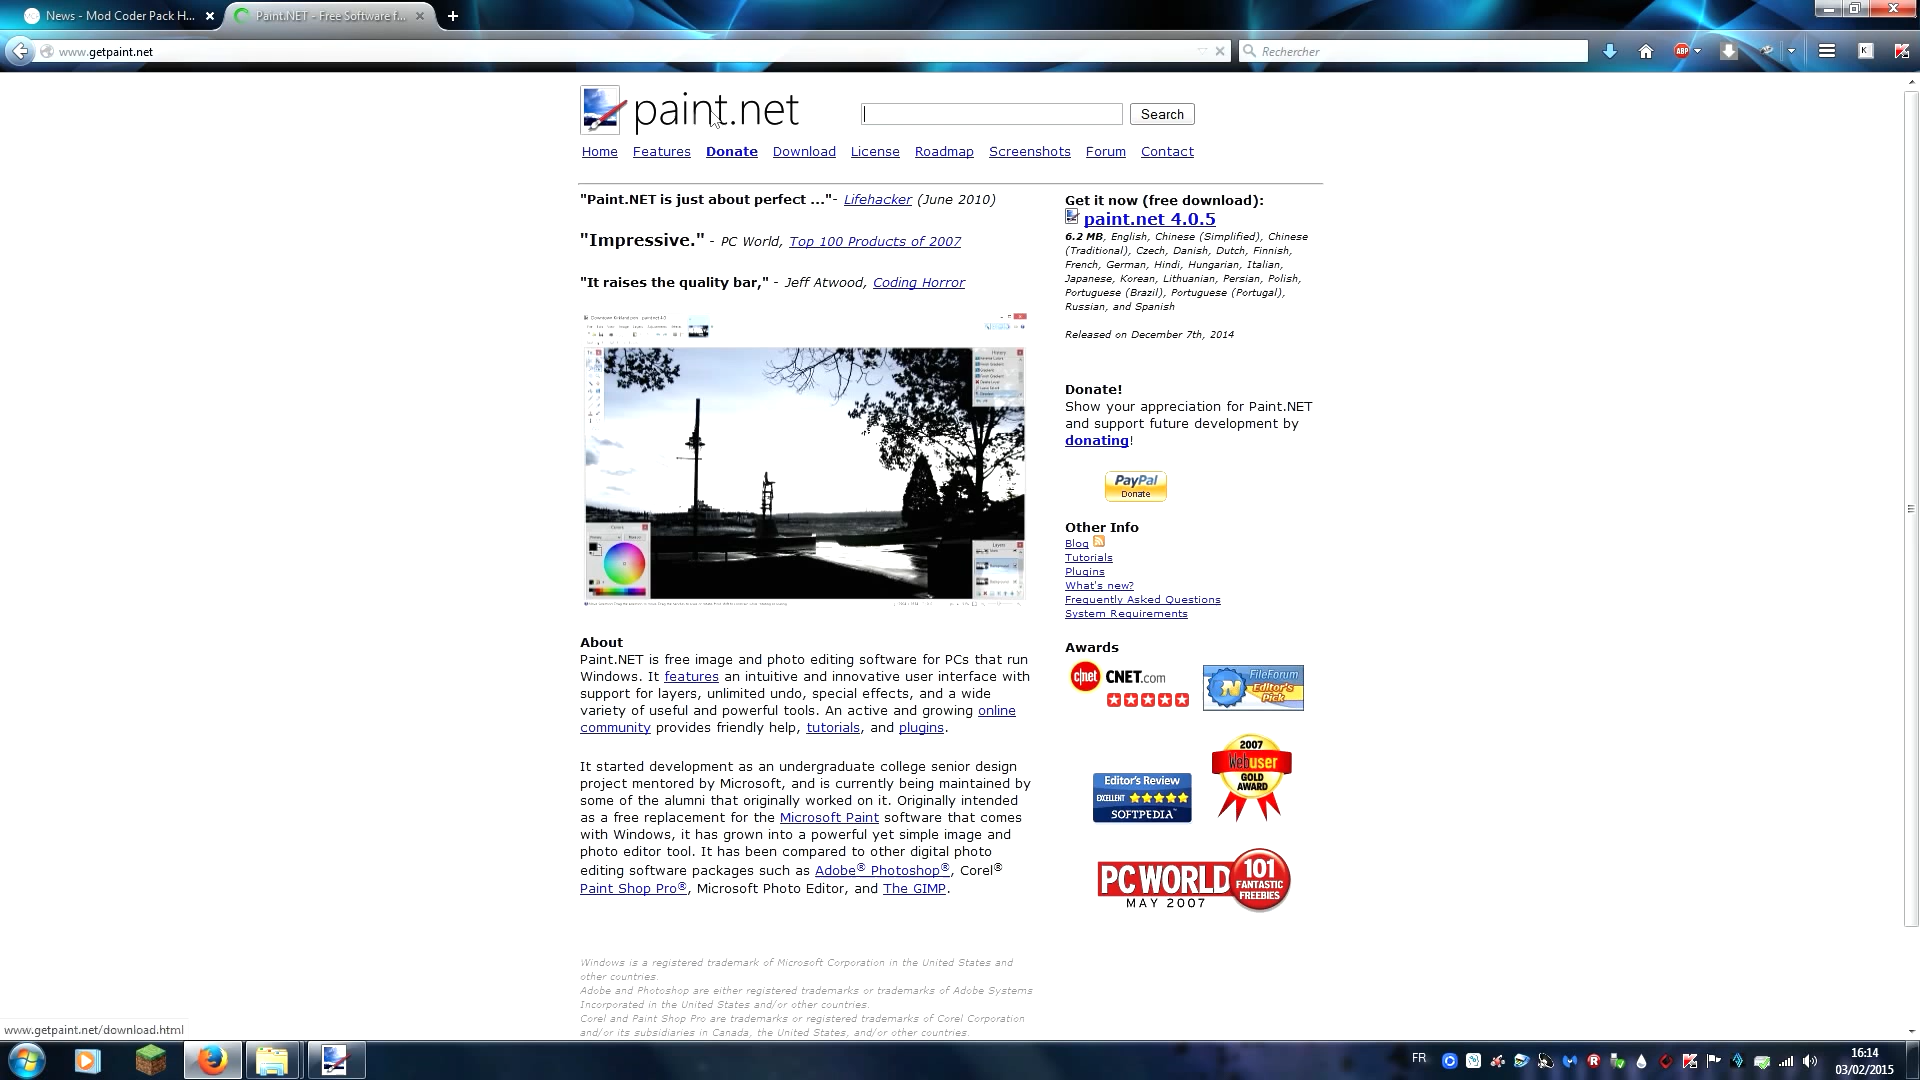 News - Mod Coder Pack H...
Paint.NET - Free Software f...
www.getpaint.net
Rechercher
ABP
K
paint.net
Search
Home Features Donate Download License Roadmap Screenshots Forum Contact
"Paint.NET is just about perfect ..."- Lifehacker (June 2010)
"Impressive." - PC World, Top 100 Products of 2007
"It raises the quality bar," - Jeff Atwood, Coding Horror
History
Colors
Layers
About
Paint.NET is free image and photo editing software for PCs that run
Windows. It features an intuitive and innovative user interface with
support for layers, unlimited undo, special effects, and a wide
variety of useful and powerful tools. An active and growing online
community provides friendly help, tutorials, and plugins.
It started development as an undergraduate college senior design
project mentored by Microsoft, and is currently being maintained by
some of the alumni that originally worked on it. Originally intended
as a free replacement for the Microsoft Paint software that comes
with Windows, it has grown into a powerful yet simple image and
photo editor tool. It has been compared to other digital photo
editing software packages such as Adobe® Photoshop®, Corel®
Paint Shop Pro®, Microsoft Photo Editor, and The GIMP.
Windows is a registered trademark of Microsoft Corporation in the United States and
other countries.
Adobe and Photoshop are either registered trademarks or trademarks of Adobe Systems
Incorporated in the United States and/or other countries.
Corel and Paint Shop Pro are trademarks or registered trademarks of Corel Corporation
and/or its subsidiaries in Canada, the United States, and/or other countries.
Get it now (free download):
paint.net 4.0.5
6.2 MB, English, Chinese (Simplified), Chinese
(Traditional), Czech, Danish, Dutch, Finnish,
French, German, Hindi, Hungarian, Italian,
Japanese, Korean, Lithuanian, Persian, Polish,
Portuguese (Brazil), Portuguese (Portugal),
Russian, and Spanish
Released on December 7th, 2014
Donate!
Show your appreciation for Paint.NET
and support future development by
donating!
PayPal
Donate
Other Info
Blog
Tutorials
Plugins
What's new?
Frequently Asked Questions
System Requirements
Awards
c|net CNET.com
FileForum
Editor's
Pick
Editor's Review
EXCELLENT
SOFTPEDIA™
2007
Webuser
GOLD
AWARD
PC WORLD
MAY 2007
101
FANTASTIC
FREEBIES
www.getpaint.net/download.html
FR
16:14
03/02/2015